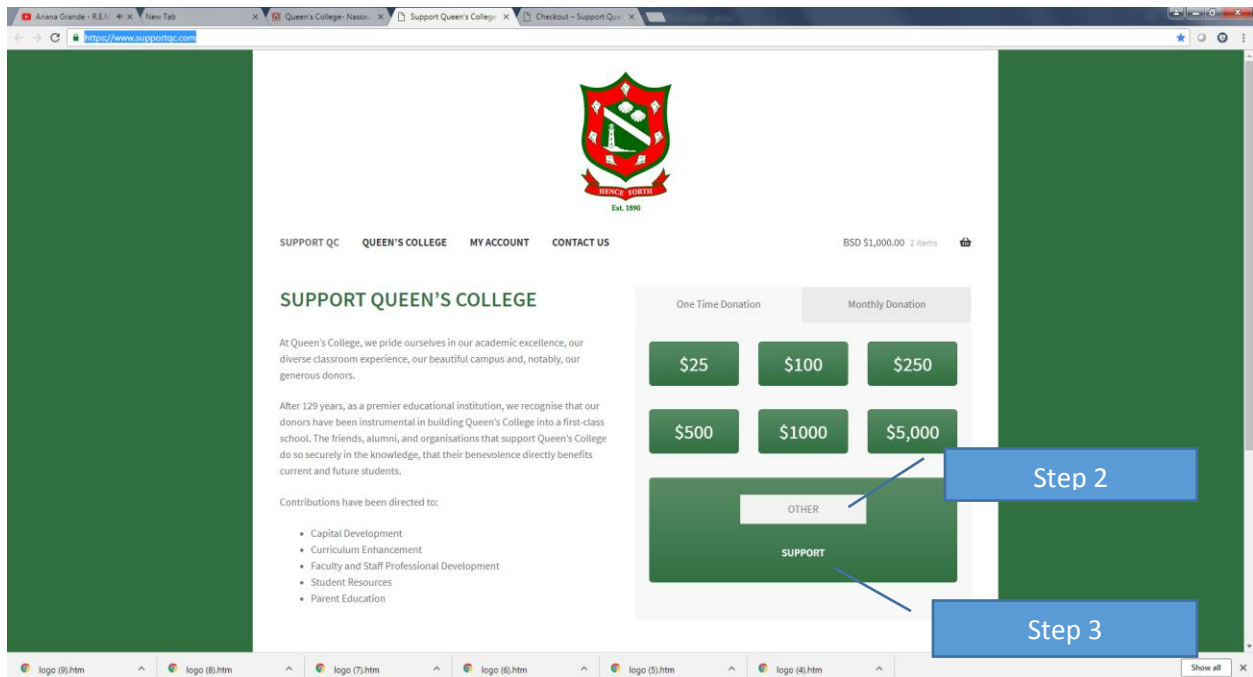 Ariana Grande - R.E.M
New Tab
Queen's College- Nassau
Support Queen's College
Checkout – Support Que
https://www.supportqc.com
HENCE FORTH
Est. 1890
SUPPORT QC QUEEN'S COLLEGE MY ACCOUNT CONTACT US
BSD $1,000.00 2 items
SUPPORT QUEEN'S COLLEGE
At Queen's College, we pride ourselves in our academic excellence, our
diverse classroom experience, our beautiful campus and, notably, our
generous donors.
After 129 years, as a premier educational institution, we recognise that our
donors have been instrumental in building Queen's College into a first-class
school. The friends, alumni, and organisations that support Queen's College
do so securely in the knowledge, that their benevolence directly benefits
current and future students.
Contributions have been directed to:
• Capital Development
• Curriculum Enhancement
• Faculty and Staff Professional Development
• Student Resources
• Parent Education
One Time Donation Monthly Donation
$25 $100 $250
$500 $1000 $5,000
OTHER
SUPPORT
Step 2
Step 3
logo (9).htm logo (8).htm logo (7).htm logo (6).htm logo (5).htm logo (4).htm
Show all